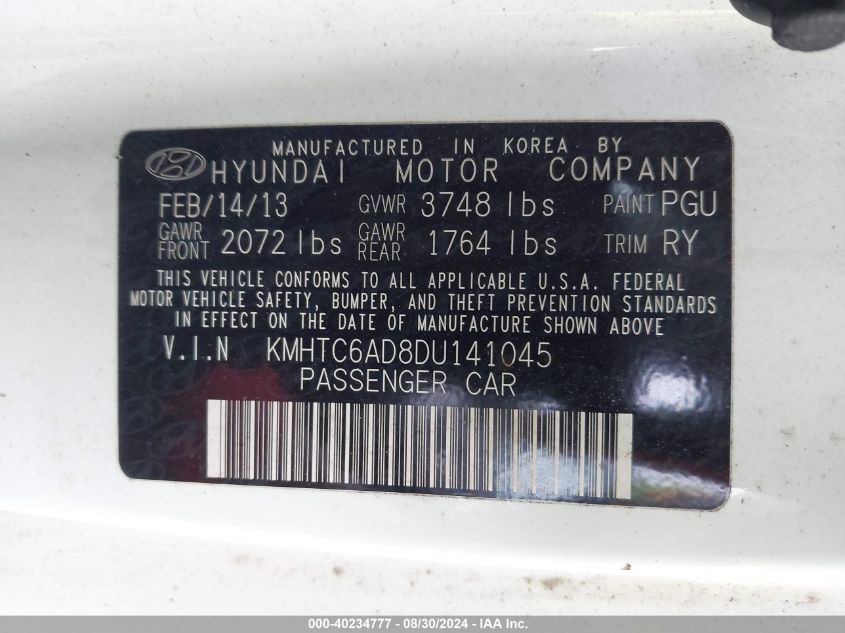 MANUFACTURED IN KOREA BY
HYUNDAI MOTOR COMPANY
FEB/14/13 GVWR 3748 lbs PAINT PGU
GAWR FRONT 2072 lbs GAWR REAR 1764 lbs TRIM RY
THIS VEHICLE CONFORMS TO ALL APPLICABLE U.S.A. FEDERAL
MOTOR VEHICLE SAFETY, BUMPER, AND THEFT PREVENTION STANDARDS
IN EFFECT ON THE DATE OF MANUFACTURE SHOWN ABOVE
V.I.N KMHTC6AD8DU141045
PASSENGER CAR
000-40234777 - 08/30/2024 - IAA, Inc.